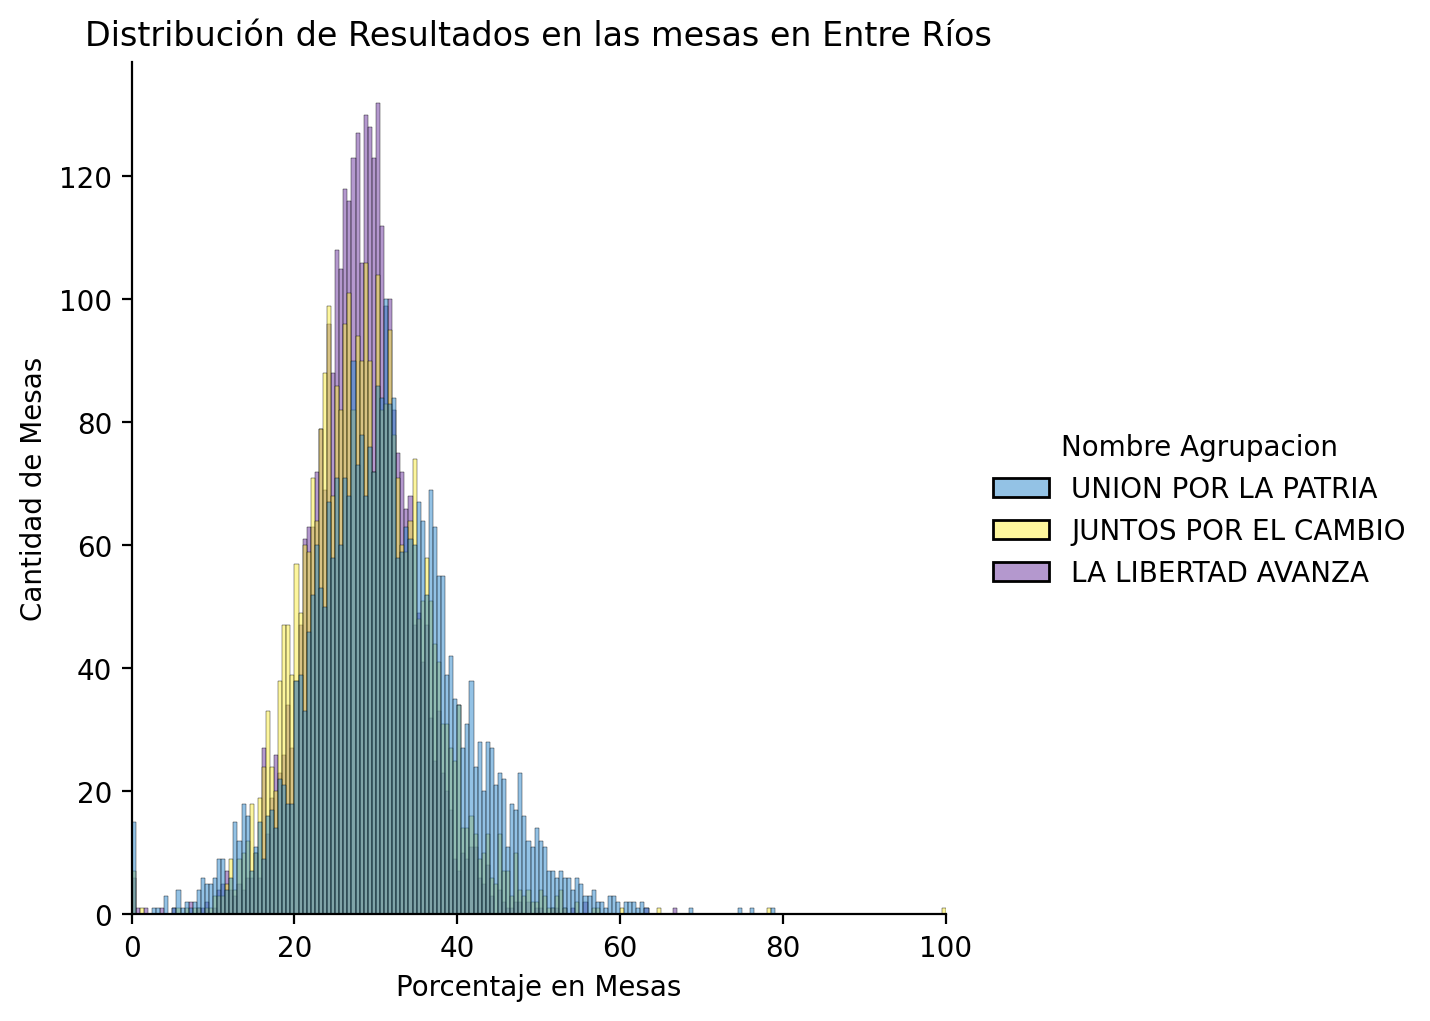 Distribución de Resultados en las mesas en Entre Ríos
Cantidad de Mesas
120
100
80
60
40
20
0
0 20 40 60 80 100
Porcentaje en Mesas
Nombre Agrupacion
UNION POR LA PATRIA
JUNTOS POR EL CAMBIO
LA LIBERTAD AVANZA